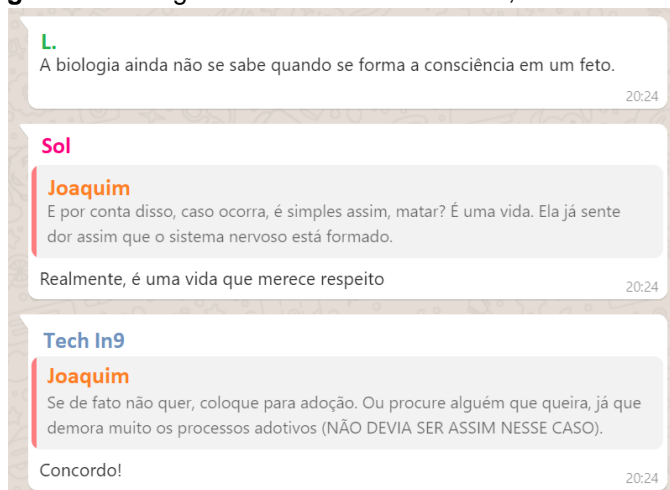 L.
A biologia ainda não se sabe quando se forma a consciência em um feto.
20:24
Sol
Joaquim
E por conta disso, caso ocorra, é simples assim, matar? É uma vida. Ela já sente
dor assim que o sistema nervoso está formado.
Realmente, é uma vida que merece respeito
20:24
Tech In9
Joaquim
Se de fato não quer, coloque para adoção. Ou procure alguém que queira, já que
demora muito os processos adotivos (NÃO DEVIA SER ASSIM NESSE CASO).
Concordo!
20:24